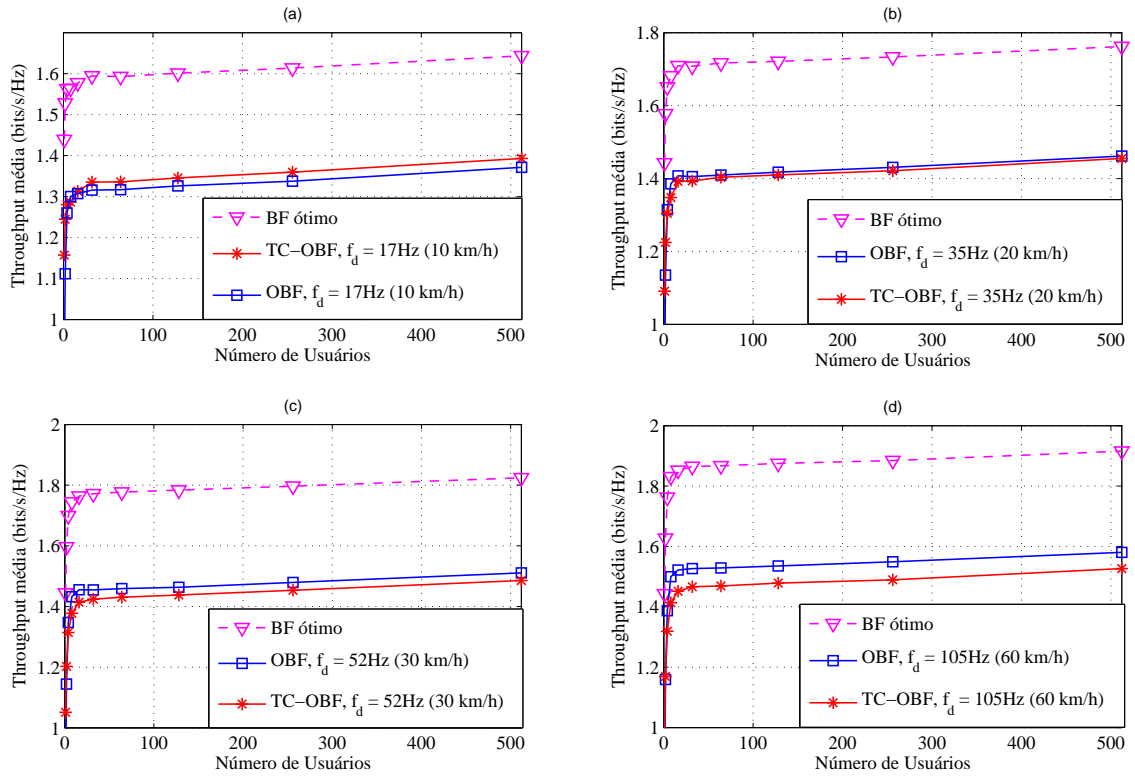 (a)
Throughput média (bits/s/Hz)
1.6
1.5
1.4
1.3
1.2
1.1
1
0
100
200
300
400
500
Número de Usuários
BF ótimo
TC−OBF, f_d = 17Hz (10 km/h)
OBF, f_d = 17Hz (10 km/h)
(b)
Throughput média (bits/s/Hz)
1.8
1.6
1.4
1.2
1
0
100
200
300
400
500
Número de Usuários
BF ótimo
OBF, f_d = 35Hz (20 km/h)
TC−OBF, f_d = 35Hz (20 km/h)
(c)
Throughput média (bits/s/Hz)
2
1.8
1.6
1.4
1.2
1
0
100
200
300
400
500
Número de Usuários
BF ótimo
OBF, f_d = 52Hz (30 km/h)
TC−OBF, f_d = 52Hz (30 km/h)
(d)
Throughput média (bits/s/Hz)
2
1.8
1.6
1.4
1.2
1
0
100
200
300
400
500
Número de Usuários
BF ótimo
OBF, f_d = 105Hz (60 km/h)
TC−OBF, f_d = 105Hz (60 km/h)